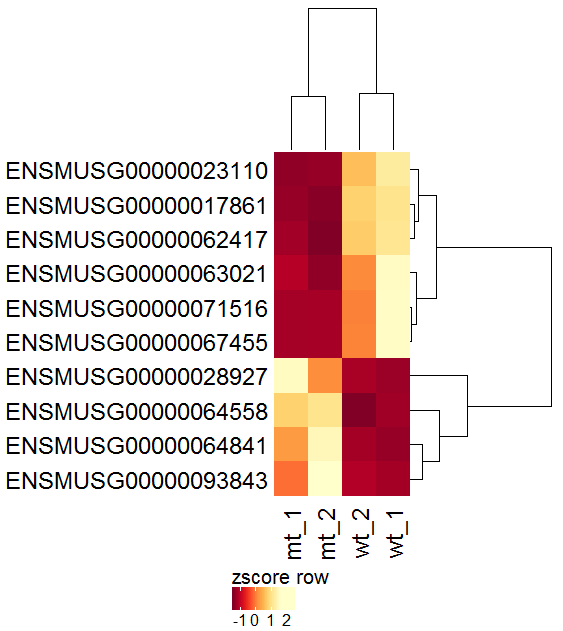 ENSMUSG00000023110
ENSMUSG00000017861
ENSMUSG00000062417
ENSMUSG00000063021
ENSMUSG00000071516
ENSMUSG00000067455
ENSMUSG00000028927
ENSMUSG00000064558
ENSMUSG00000064841
ENSMUSG00000093843
mt_1
mt_2
wt_2
wt_1
zscore row
-1 0 1 2